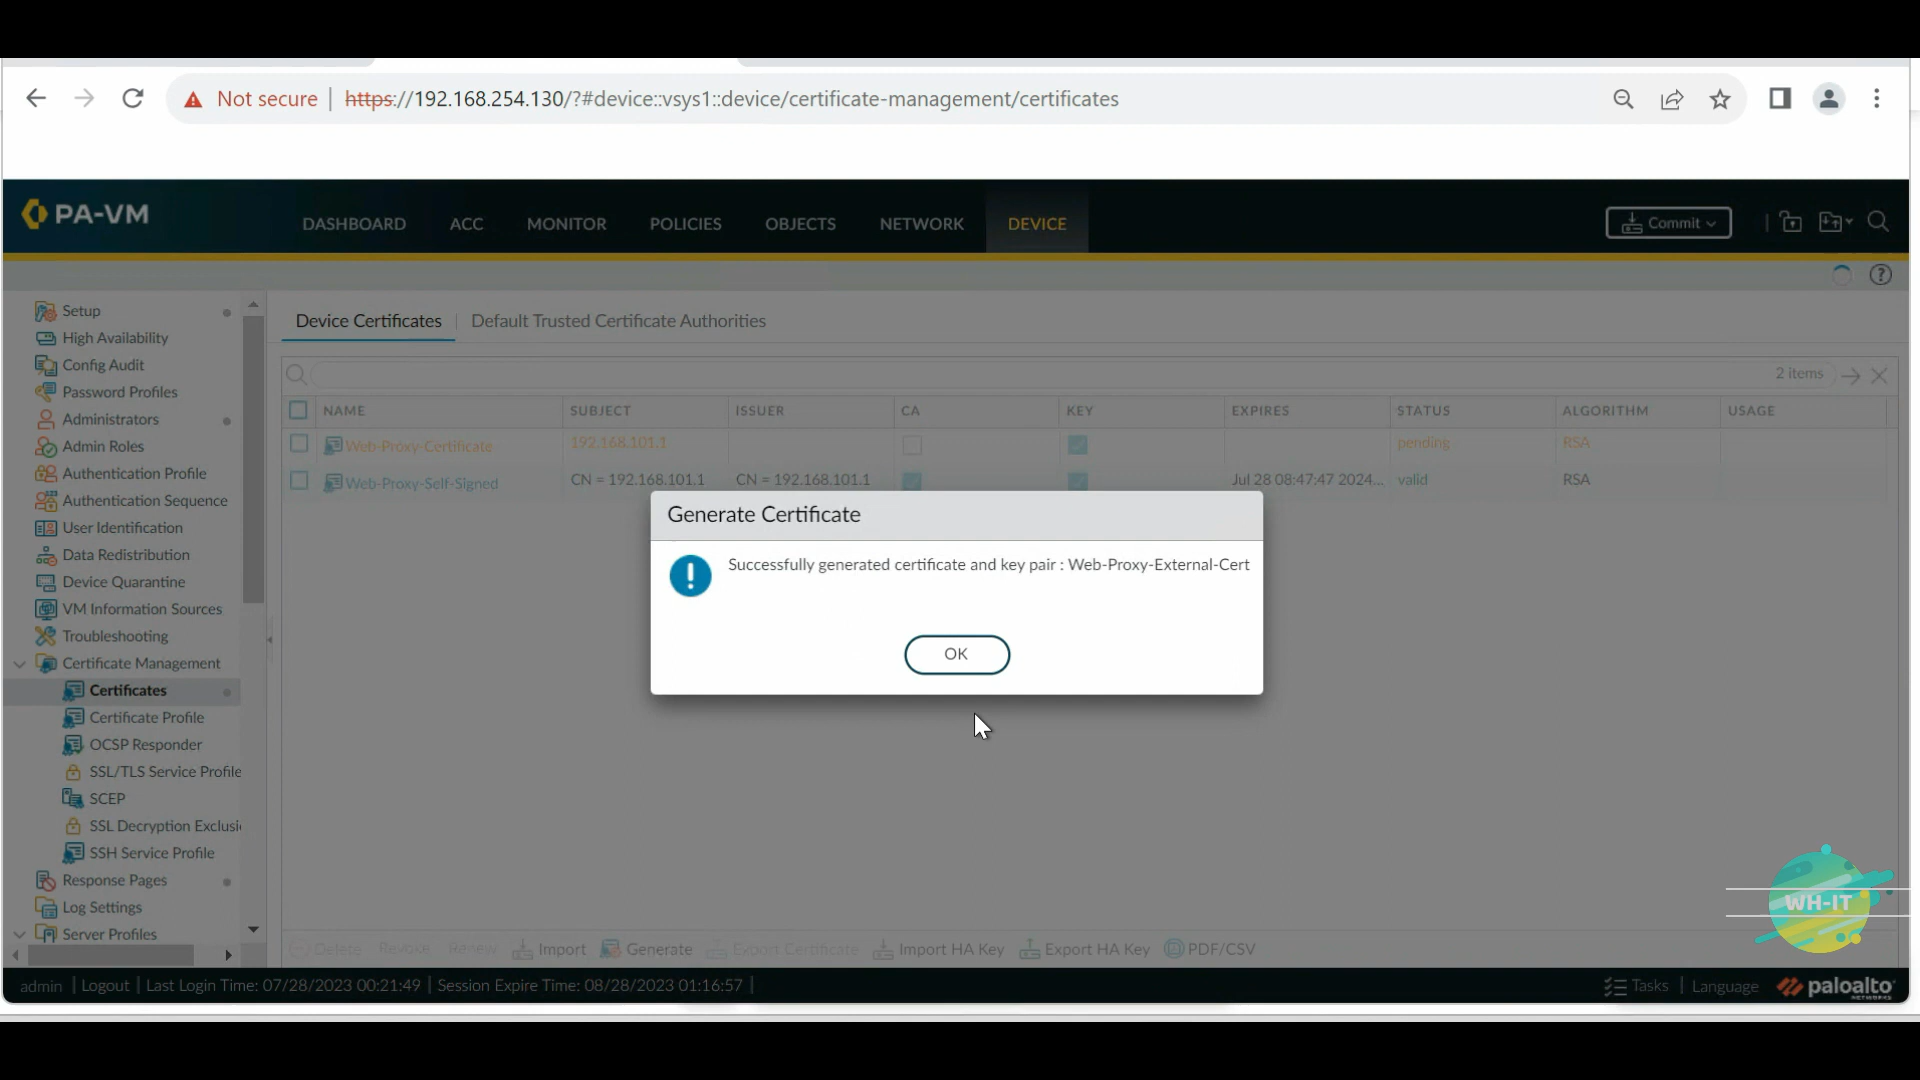 Not secure | https://192.168.254.130/?#device::vsys1::device/certificate-management/certificates
PA-VM
DASHBOARD ACC MONITOR POLICIES OBJECTS NETWORK DEVICE
Commit
Setup
High Availability
Config Audit
Password Profiles
Administrators
Admin Roles
Authentication Profile
Authentication Sequence
User Identification
Data Redistribution
Device Quarantine
VM Information Sources
Troubleshooting
Certificate Management
Certificates
Certificate Profile
OCSP Responder
SSL/TLS Service Profile
SCEP
SSL Decryption Exclusi
SSH Service Profile
Response Pages
Log Settings
Server Profiles
Device Certificates | Default Trusted Certificate Authorities
2 items
NAME SUBJECT ISSUER CA KEY EXPIRES STATUS ALGORITHM USAGE
Web-Proxy-Certificate 192.168.101.1 pending RSA
Web-Proxy-Self-Signed CN = 192.168.101.1 CN = 192.168.101.1 Jul 28 08:47:47 2024... valid RSA
Generate Certificate
Successfully generated certificate and key pair : Web-Proxy-External-Cert
OK
Delete Revoke Renew Import Generate Export Certificate Import HA Key Export HA Key PDF/CSV
WH-IT
admin | Logout | Last Login Time: 07/28/2023 00:21:49 | Session Expire Time: 08/28/2023 01:16:57 |
Tasks | Language paloalto
NETWORKS